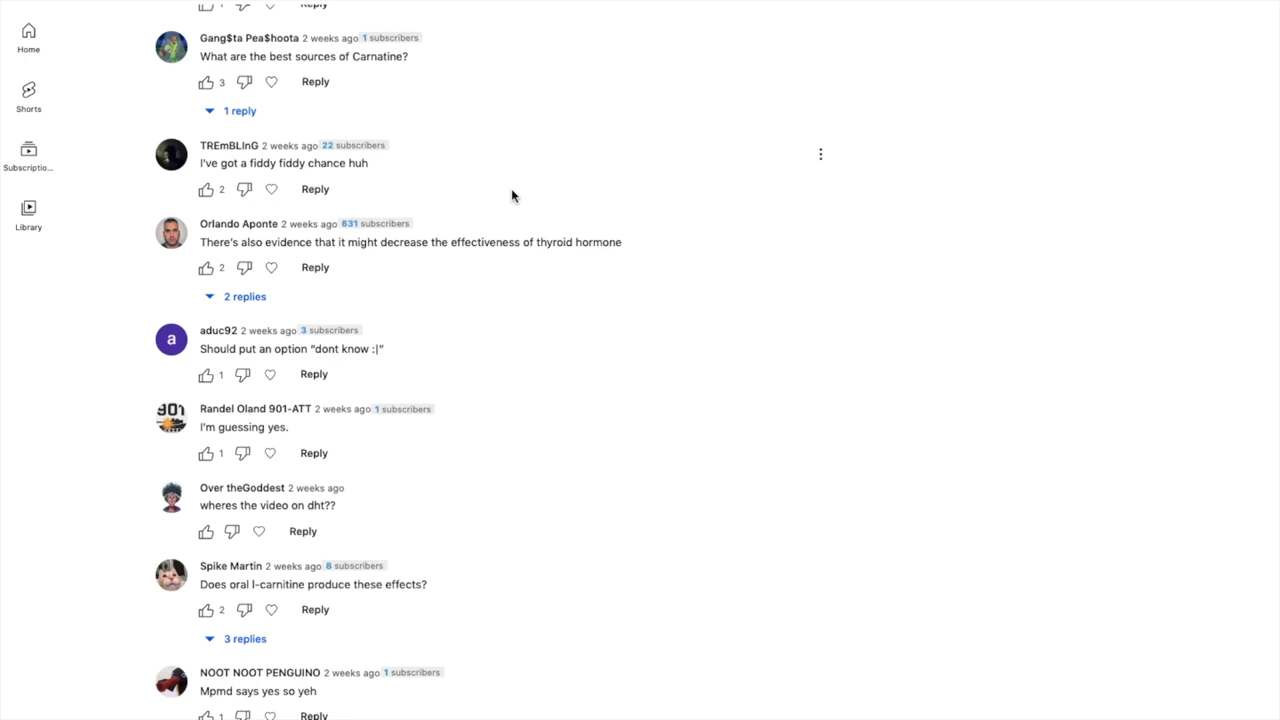 Reply
Home
Gang$ta Pea$hoota 2 weeks ago 1 subscribers
What are the best sources of Carnatine?
3 Reply
1 reply
Shorts
TREmBLInG 2 weeks ago 22 subscribers
I've got a fiddy fiddy chance huh
2 Reply
Subscriptio...
Orlando Aponte 2 weeks ago 631 subscribers
There's also evidence that it might decrease the effectiveness of thyroid hormone
2 Reply
2 replies
Library
a
aduc92 2 weeks ago 3 subscribers
Should put an option “dont know :|”
1 Reply
901
Randel Oland 901-ATT 2 weeks ago 1 subscribers
I'm guessing yes.
1 Reply
Over theGoddest 2 weeks ago
wheres the video on dht??
Reply
Spike Martin 2 weeks ago 8 subscribers
Does oral l-carnitine produce these effects?
2 Reply
3 replies
NOOT NOOT PENGUINO 2 weeks ago 1 subscribers
Mpmd says yes so yeh
1 Reply